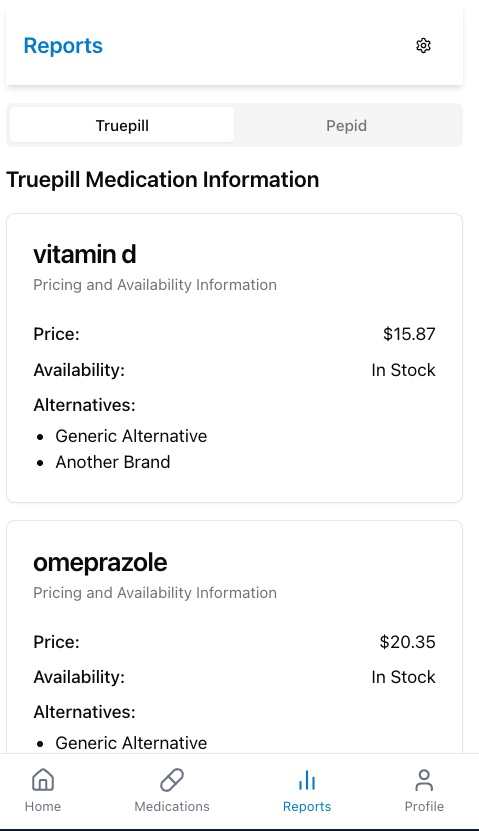 Reports
Truepill Pepid
Truepill Medication Information
vitamin d
Pricing and Availability Information
Price: $15.87
Availability: In Stock
Alternatives:
• Generic Alternative
• Another Brand
omeprazole
Pricing and Availability Information
Price: $20.35
Availability: In Stock
Alternatives:
• Generic Alternative
Home Medications Reports Profile